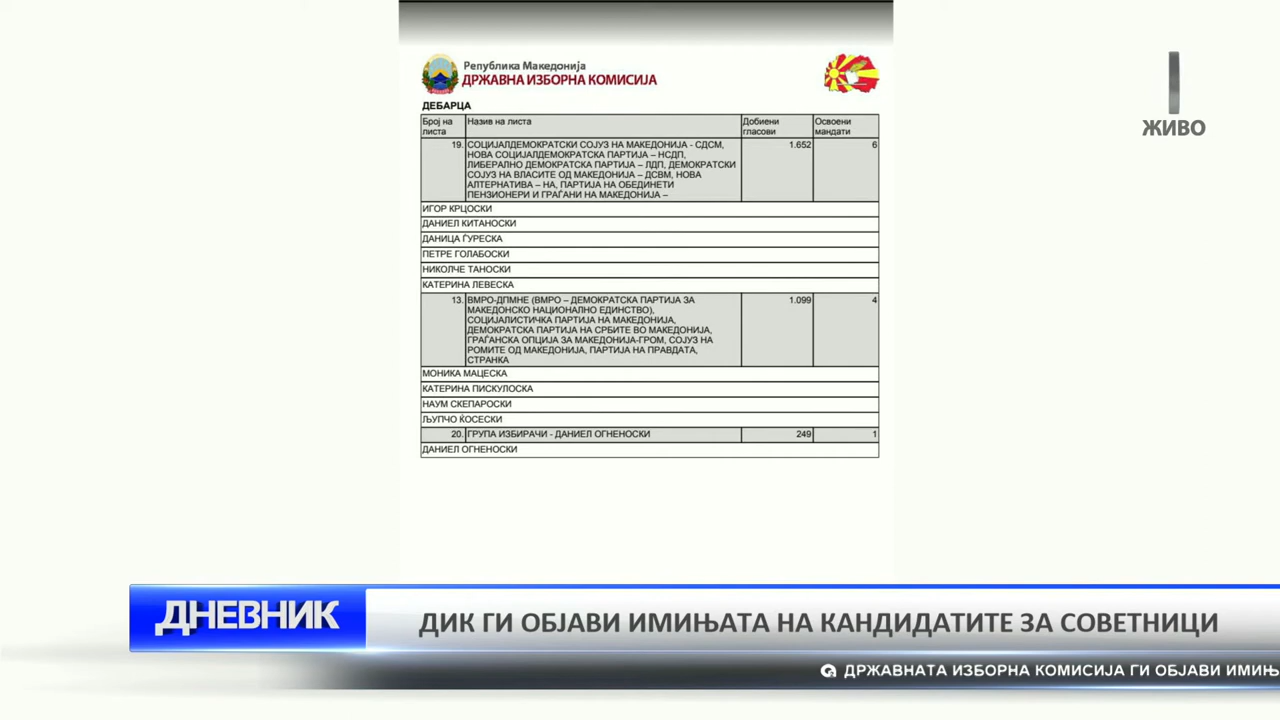 Република Македонија
ДРЖАВНА ИЗБОРНА КОМИСИЈА
ЖИВО
ДЕБАРЦА
Број на листа Назив на листа Добиени гласови Освоени мандати
19. СОЦИЈАЛДЕМОКРАТСКИ СОЈУЗ НА МАКЕДОНИЈА - СДСМ, 1.652 6
НОВА СОЦИЈАЛДЕМОКРАТСКА ПАРТИЈА – НСДП,
ЛИБЕРАЛНО ДЕМОКРАТСКА ПАРТИЈА – ЛДП, ДЕМОКРАТСКИ
СОЈУЗ НА ВЛАСИТЕ ОД МАКЕДОНИЈА – ДСВМ, НОВА
АЛТЕРНАТИВА – НА, ПАРТИЈА НА ОБЕДИНЕТИ
ПЕНЗИОНЕРИ И ГРАЃАНИ НА МАКЕДОНИЈА –
ИГОР КРЦОСКИ
ДАНИЕЛ КИТАНОСКИ
ДАНИЦА ЃУРЕСКА
ПЕТРЕ ГОЛАБОСКИ
НИКОЛЧЕ ТАНОСКИ
КАТЕРИНА ЛЕВЕСКА
13. ВМРО-ДПМНЕ (ВМРО – ДЕМОКРАТСКА ПАРТИЈА ЗА 1.099 4
МАКЕДОНСКО НАЦИОНАЛНО ЕДИНСТВО),
СОЦИЈАЛИСТИЧКА ПАРТИЈА НА МАКЕДОНИЈА,
ДЕМОКРАТСКА ПАРТИЈА НА СРБИТЕ ВО МАКЕДОНИЈА,
ГРАЃАНСКА ОПЦИЈА ЗА МАКЕДОНИЈА-ГРОМ, СОЈУЗ НА
РОМИТЕ ОД МАКЕДОНИЈА, ПАРТИЈА НА ПРАВДАТА,
СТРАНКА
МОНИКА МАЦЕСКА
КАТЕРИНА ПИСКУЛОСКА
НАУМ СКЕПАРОСКИ
ЉУПЧО ЌОСЕСКИ
20. ГРУПА ИЗБИРАЧИ - ДАНИЕЛ ОГНЕНОСКИ 249 1
ДАНИЕЛ ОГНЕНОСКИ
ДНЕВНИК
ДИК ГИ ОБЈАВИ ИМИЊАТА НА КАНДИДАТИТЕ ЗА СОВЕТНИЦИ
ДРЖАВНАТА ИЗБОРНА КОМИСИЈА ГИ ОБЈАВИ ИМИЊ